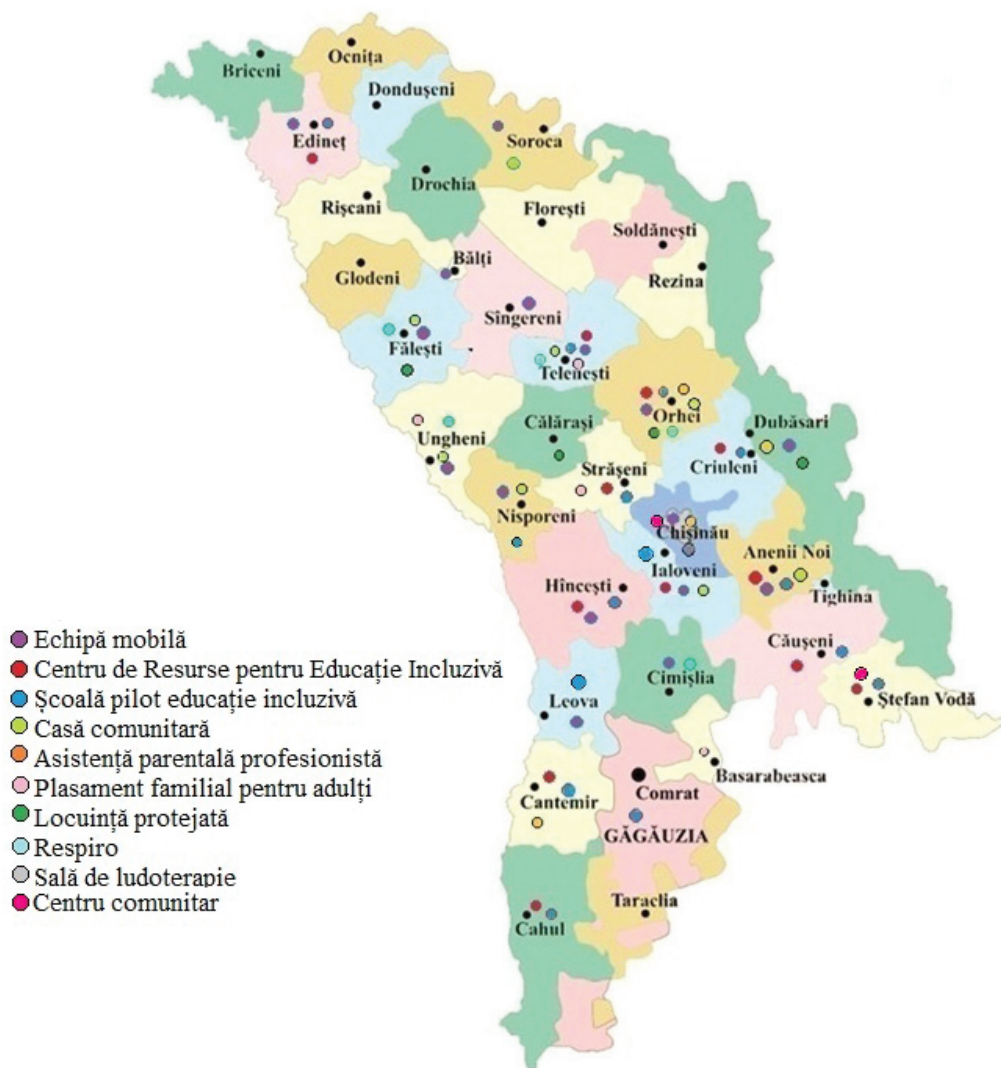 Ocnița
Briceni
Dondușeni
Edineț
Soroca
Drochia
Rișcani
Florești
Soldănești
Bălți
Glodeni
Rezina
Sîngereni
Fălești
Telenești
Orhei
Călărași
Dubăsari
Ungheni
Criuleni
Strășeni
Nisporeni
Chișinău
Anenii Noi
Ialoveni
Hîncești
Tighina
Căușeni
Cimișlia
Ștefan Vodă
Leova
Basarabeasca
Comrat
Cantemir
GĂGĂUZIA
Taraclia
Cahul
Echipă mobilă
Centru de Resurse pentru Educație Incluzivă
Școală pilot educație incluzivă
Casă comunitară
Asistență parentală profesionistă
Plasament familial pentru adulți
Locuință protejată
Respiro
Sală de ludoterapie
Centru comunitar